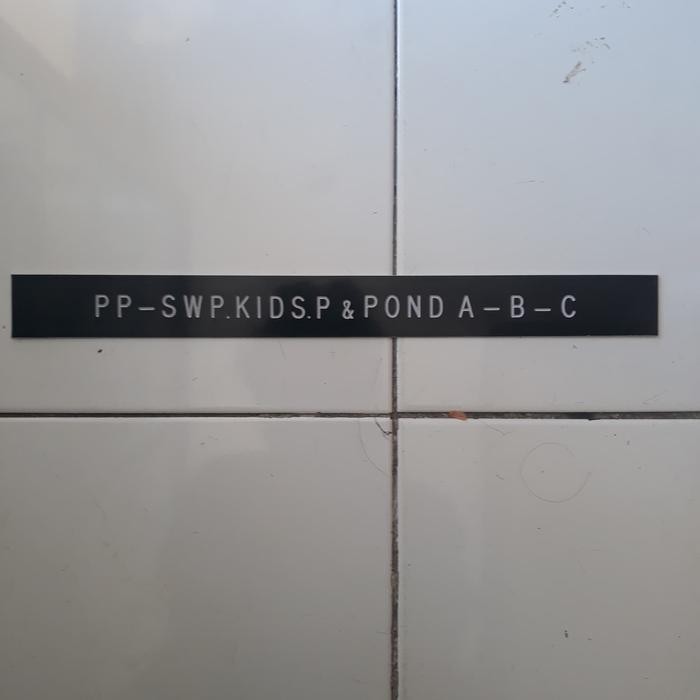 PP–SWP.KIDS.P & POND A – B – C